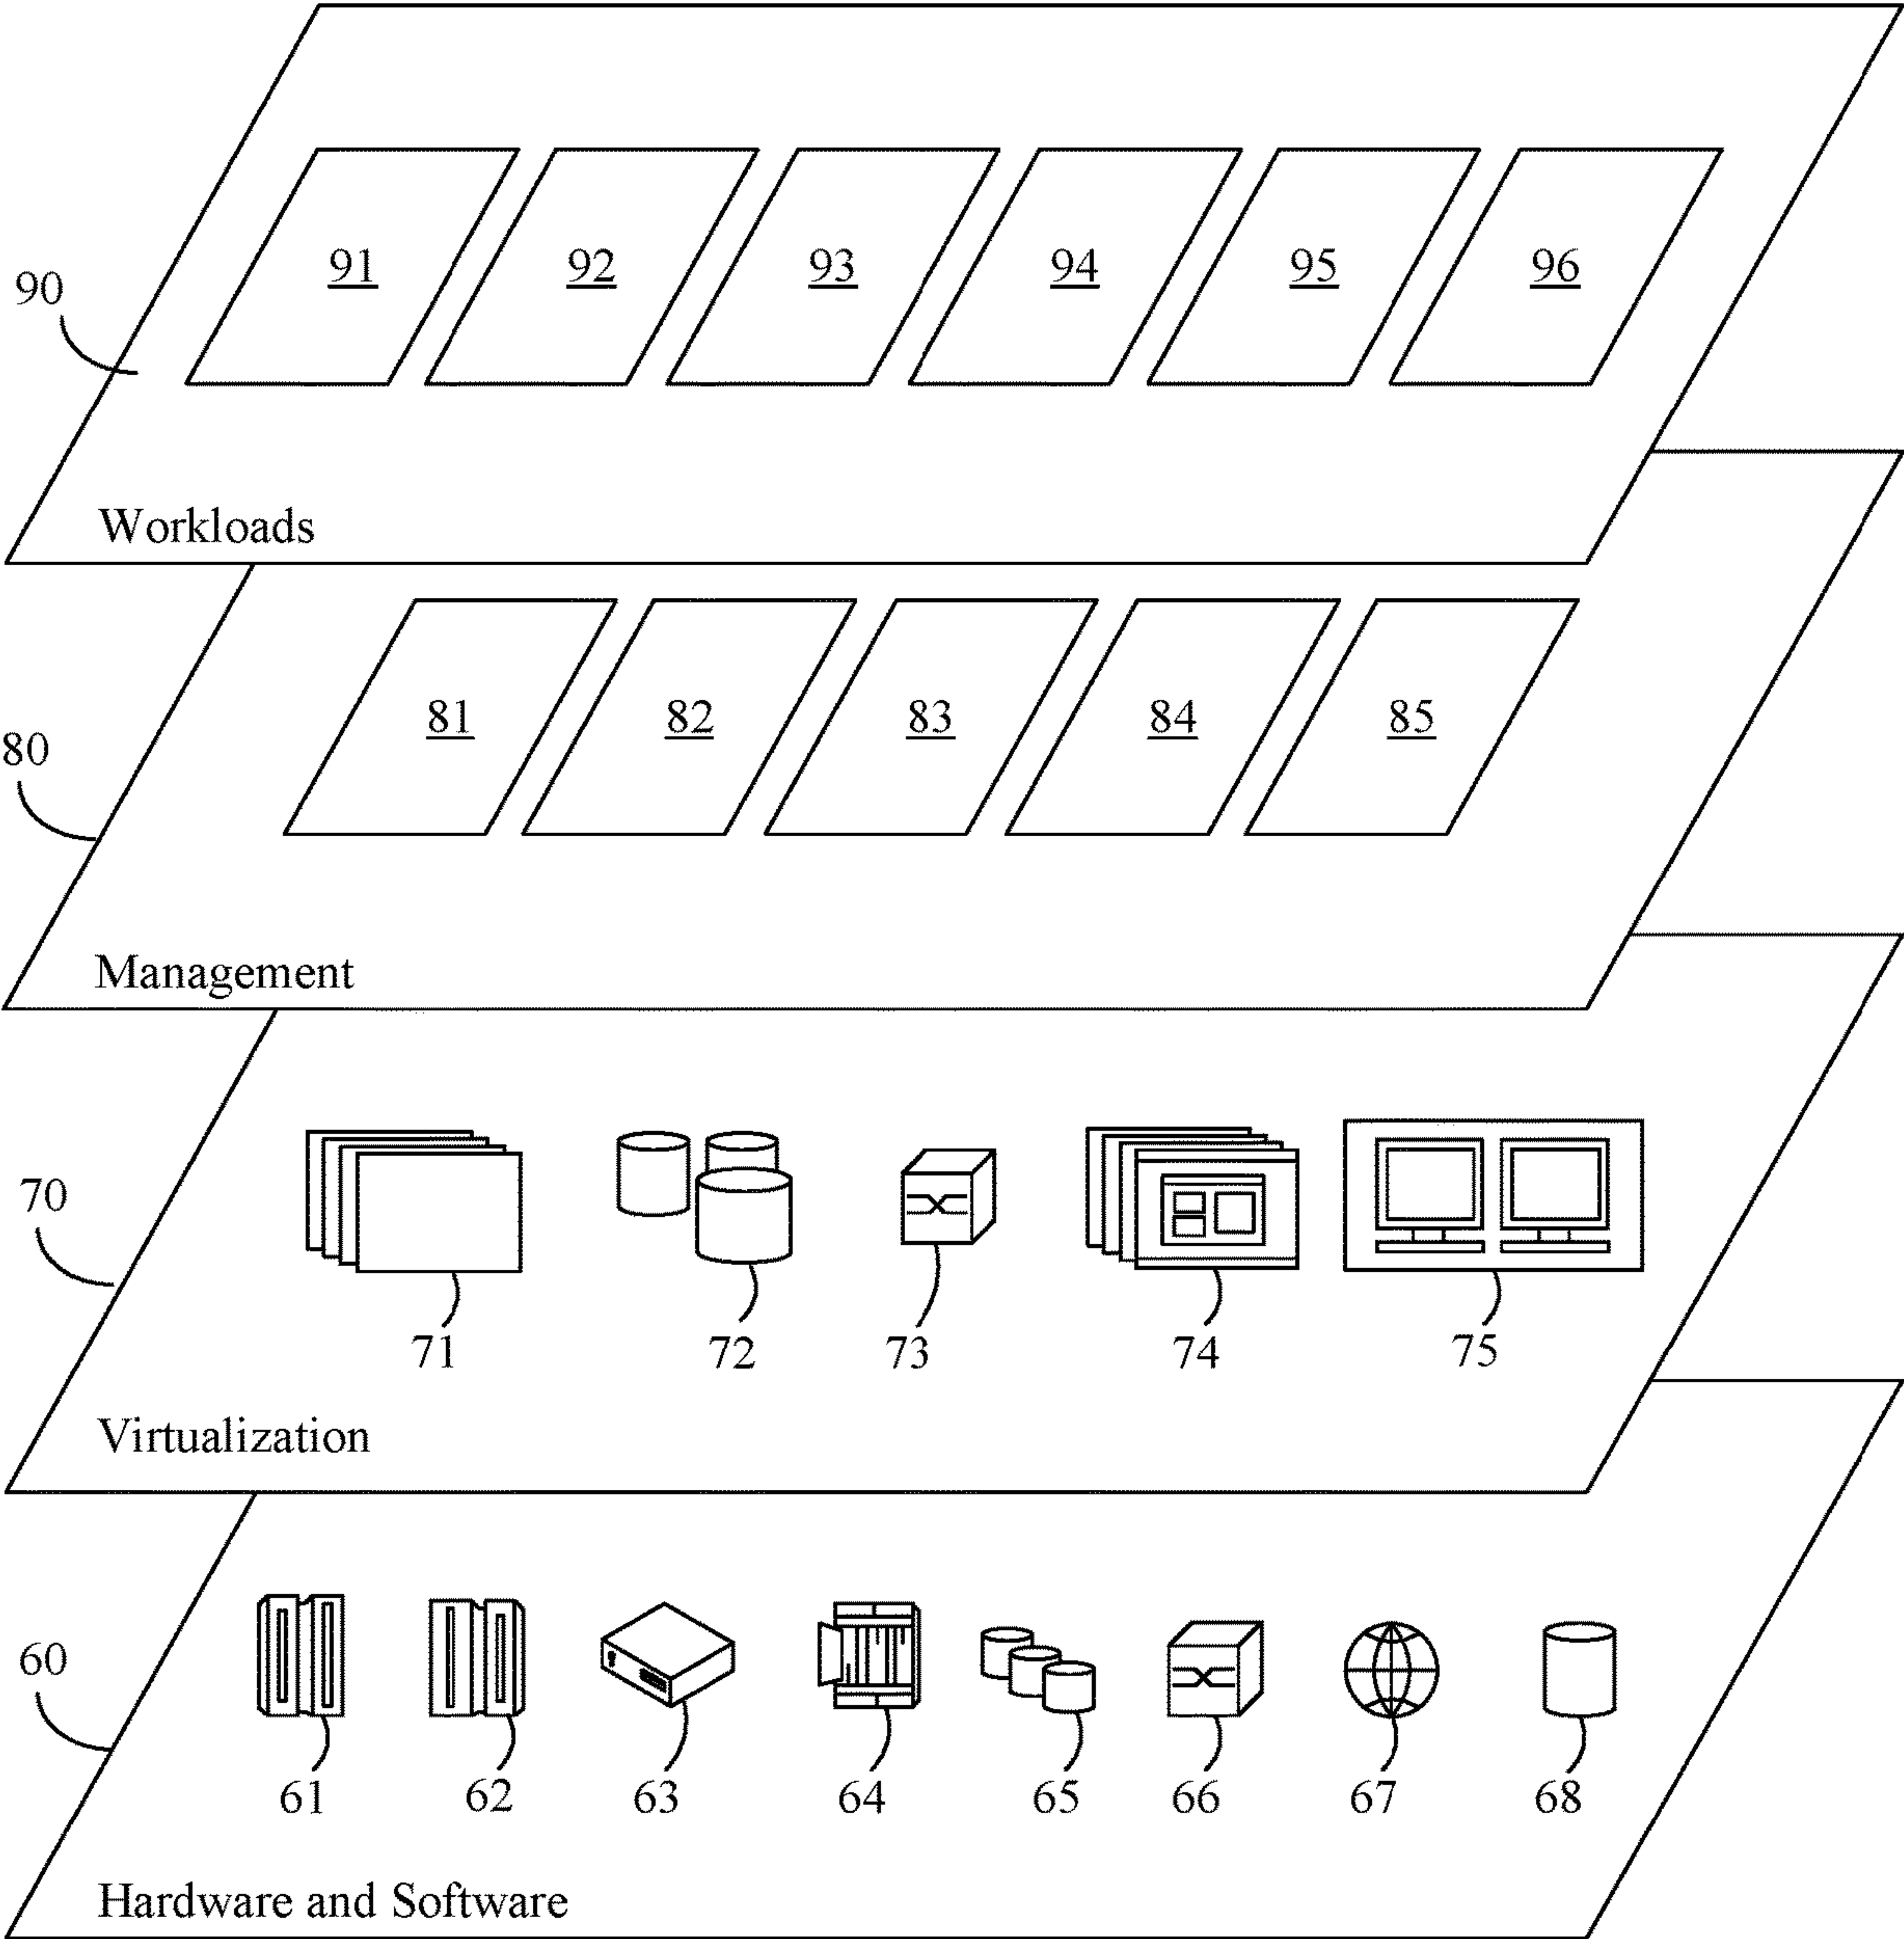 91 92 93 94 95 96
90
Workloads
81 82 83 84 85
80
Management
70
71 72 73 74 75
Virtualization
60
61 62 63 64 65 66 67 68
Hardware and Software